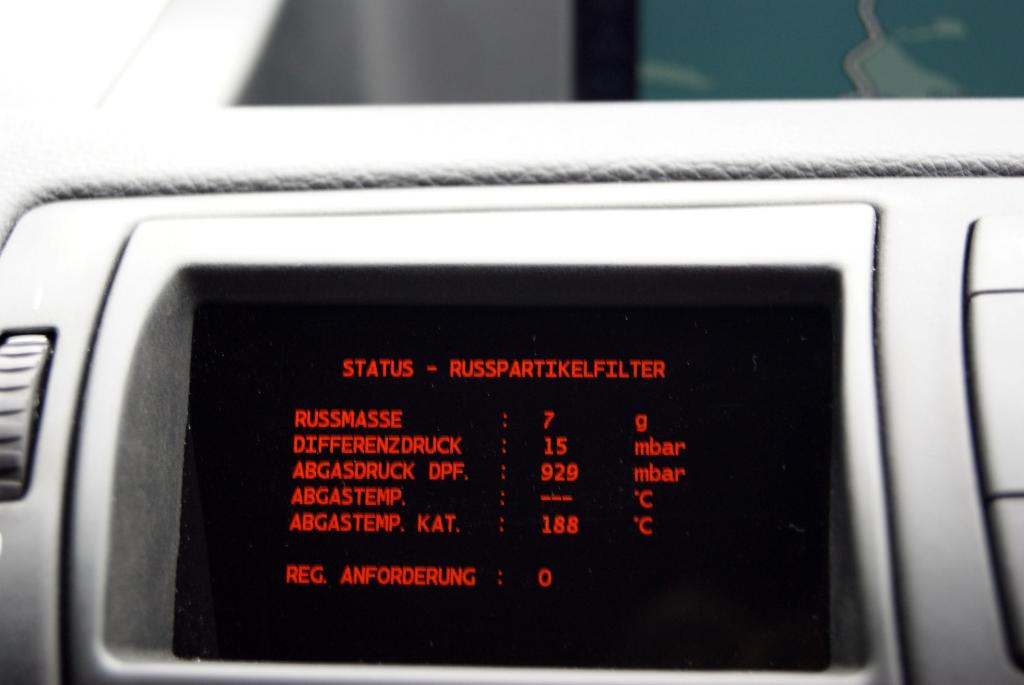 STATUS - RUSSPARTIKELFILTER
RUSSMASSE : 7 g
DIFFERENZDRUCK : 15 mbar
ABGASDRUCK DPF. : 929 mbar
ABGASTEMP. : --- °C
ABGASTEMP. KAT. : 188 °C
REG. ANFORDERUNG : 0